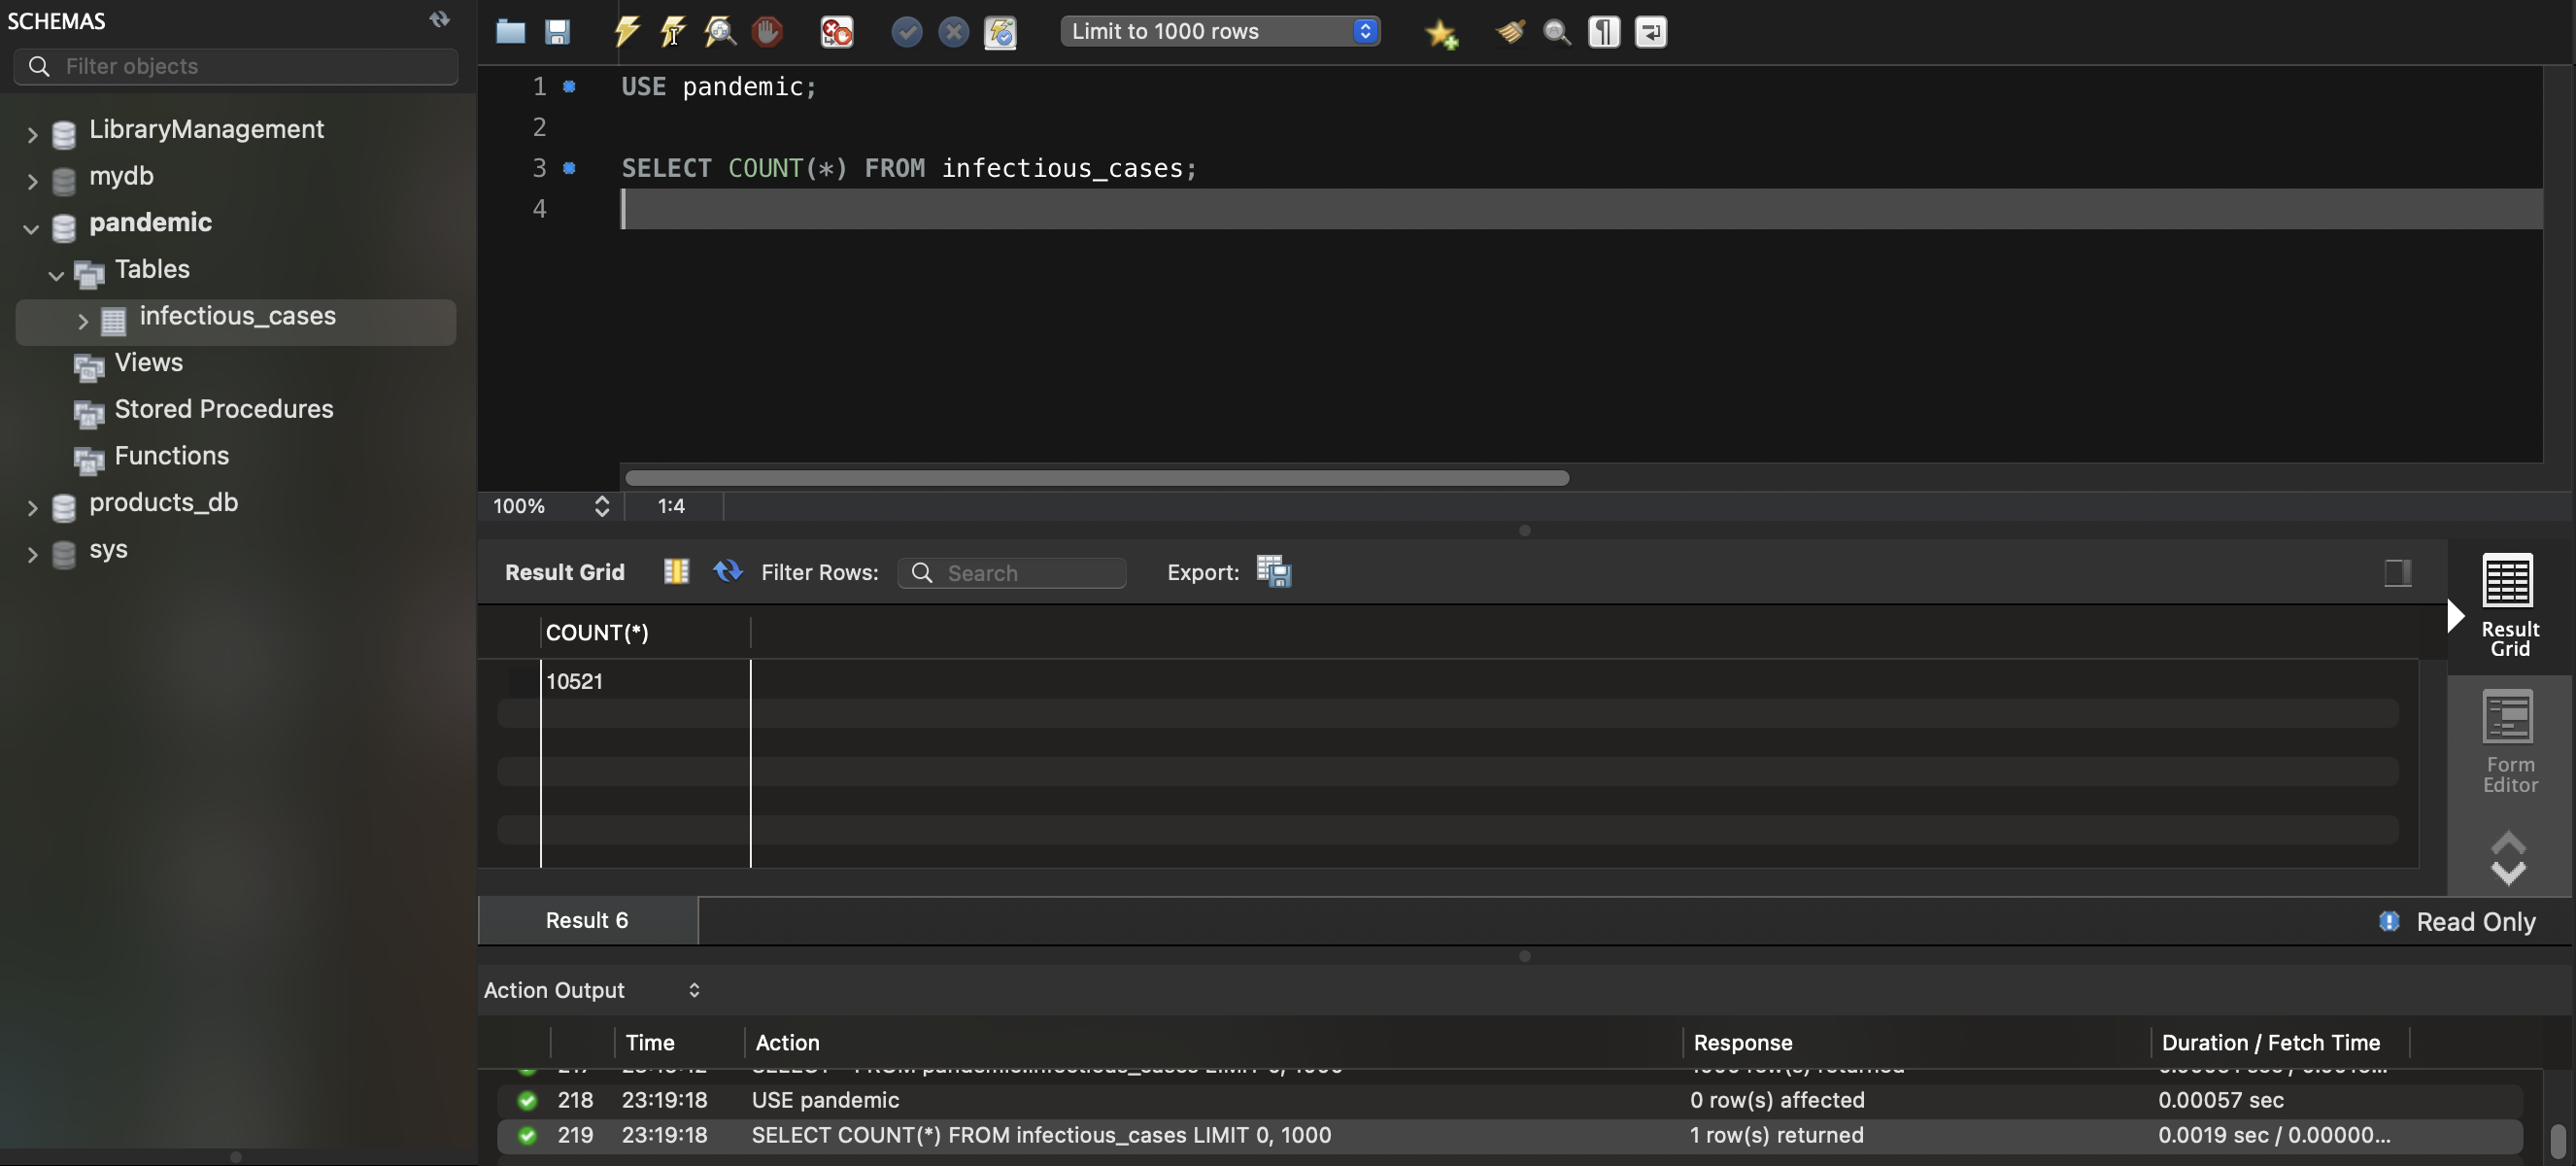 SCHEMAS
Filter objects
LibraryManagement
mydb
pandemic
Tables
infectious_cases
Views
Stored Procedures
Functions
products_db
sys
Limit to 1000 rows
1 USE pandemic;
2
3 SELECT COUNT(*) FROM infectious_cases;
4
100% 1:4
Result Grid Filter Rows: Search Export:
COUNT(*)
10521
Result Grid
Form Editor
Result 6 Read Only
Action Output
Time Action Response Duration / Fetch Time
218 23:19:18 USE pandemic 0 row(s) affected 0.00057 sec
219 23:19:18 SELECT COUNT(*) FROM infectious_cases LIMIT 0, 1000 1 row(s) returned 0.0019 sec / 0.00000...